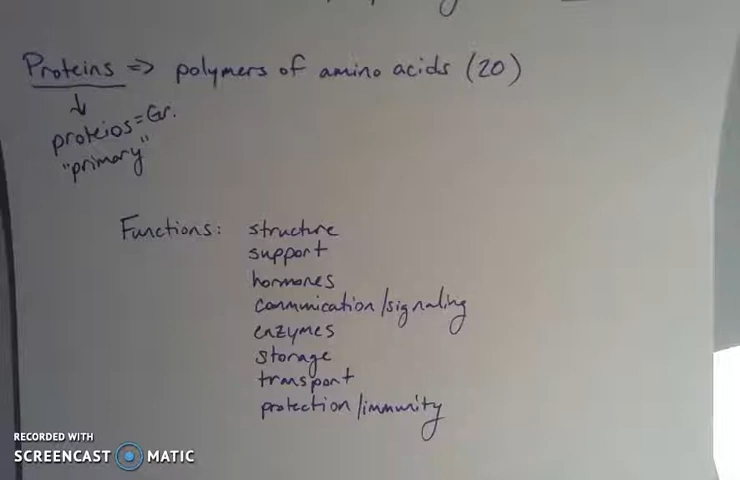 Proteins => polymers of amino acids (20)
↓
proteios = Gr.
"primary"
Functions: structure
support
hormones
communication/signaling
enzymes
storage
transport
protection/immunity
RECORDED WITH
SCREENCAST MATIC